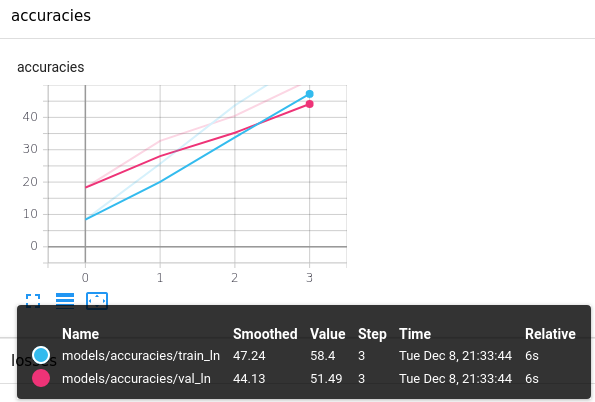 accuracies
accuracies
40
30
20
10
0
0 1 2 3
Name Smoothed Value Step Time Relative
models/accuracies/train_ln 47.24 58.4 3 Tue Dec 8, 21:33:44 6s
models/accuracies/val_ln 44.13 51.49 3 Tue Dec 8, 21:33:44 6s
losses